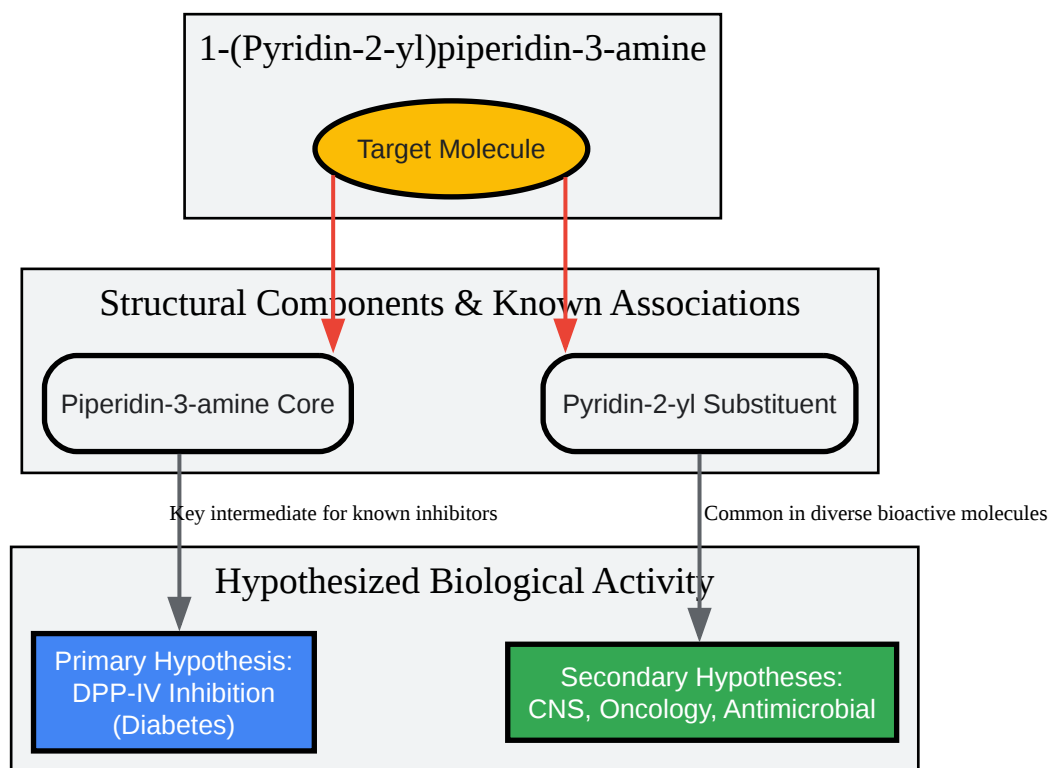 1-(Pyridin-2-yl)piperidin-3-amine
Target Molecule
Structural Components & Known Associations
Piperidin-3-amine Core
Pyridin-2-yl Substituent
Key intermediate for known inhibitors
Common in diverse bioactive molecules
Hypothesized Biological Activity
Primary Hypothesis:
DPP-IV Inhibition
(Diabetes)
Secondary Hypotheses:
CNS, Oncology, Antimicrobial